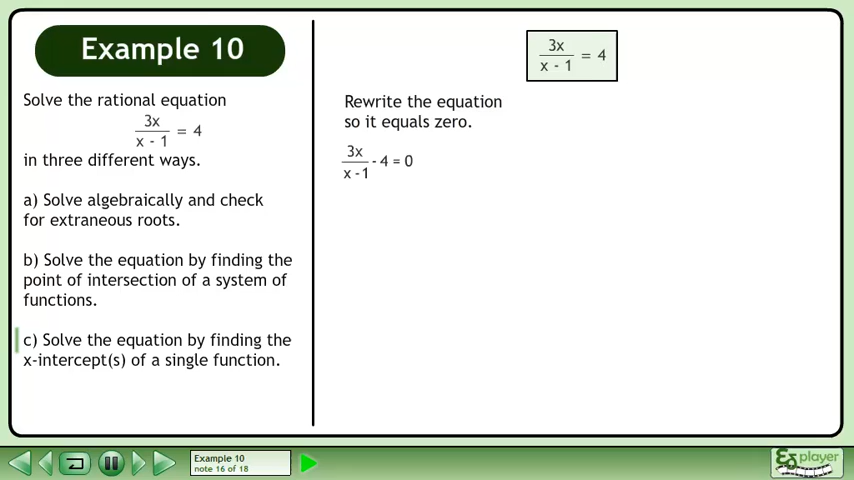 Example 10
Solve the rational equation
3x
x - 1
= 4
in three different ways.
a) Solve algebraically and check
for extraneous roots.
b) Solve the equation by finding the
point of intersection of a system of
functions.
c) Solve the equation by finding the
x-intercept(s) of a single function.
3x
x - 1
= 4
Rewrite the equation
so it equals zero.
3x
x - 1
- 4 = 0
Example 10
note 16 of 18
player